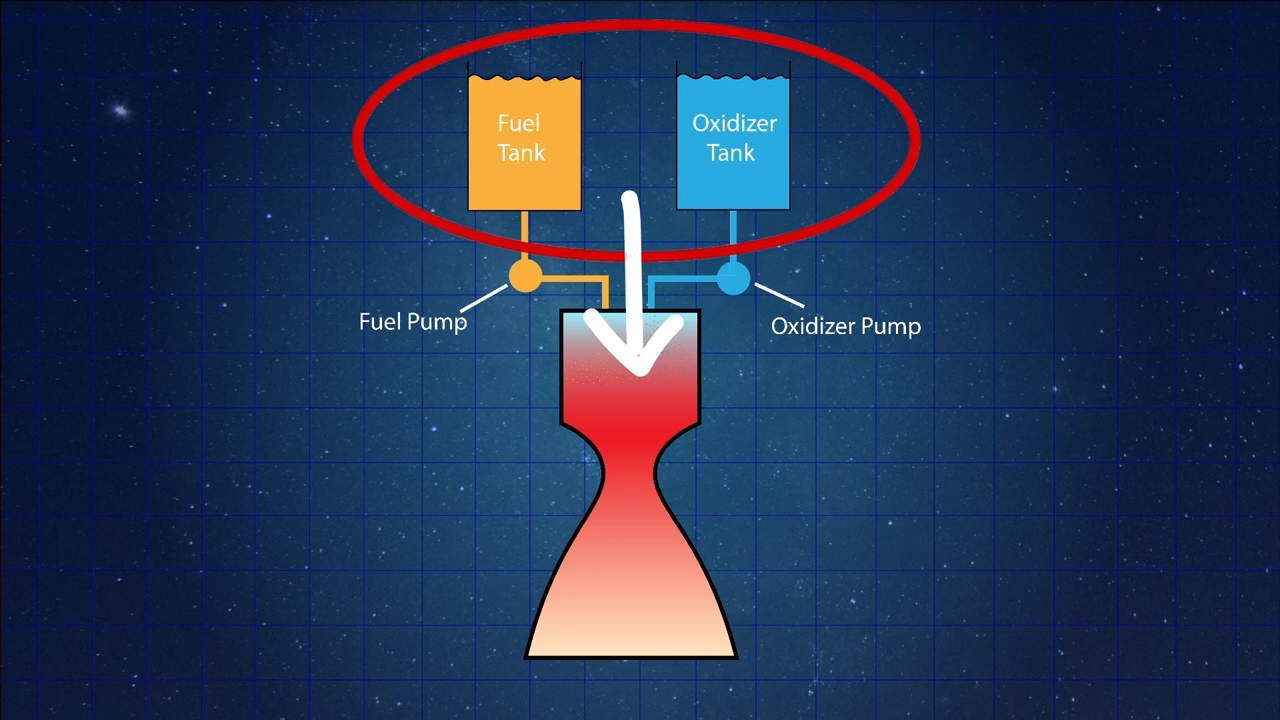 Fuel
Tank
Oxidizer
Tank
Fuel Pump
Oxidizer Pump